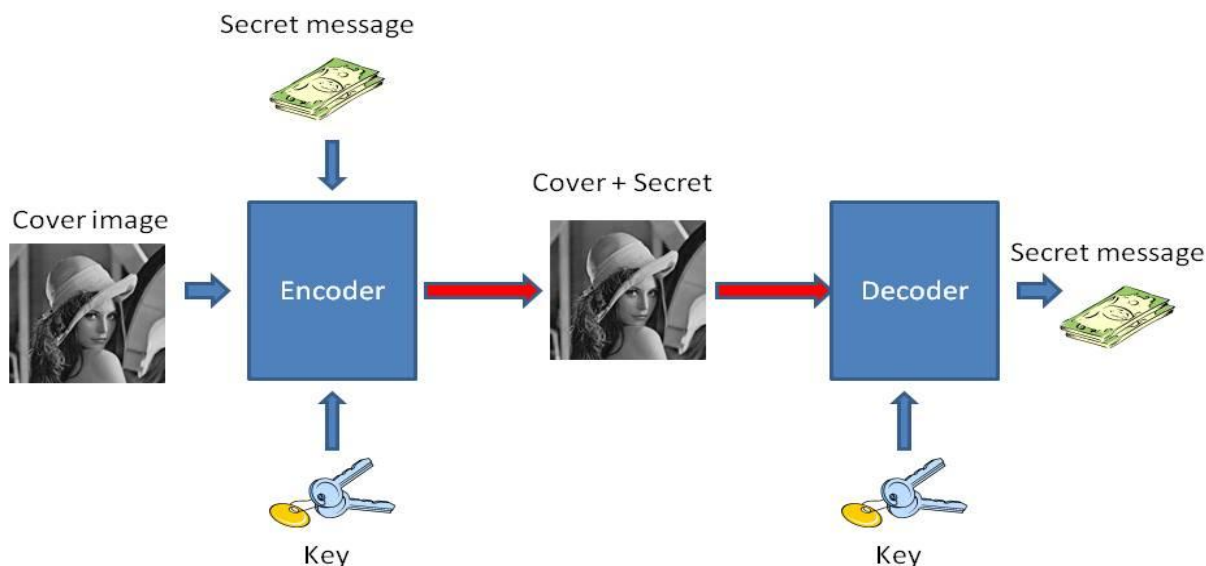 Secret message
Cover image
Encoder
Key
Cover + Secret
Decoder
Key
Secret message